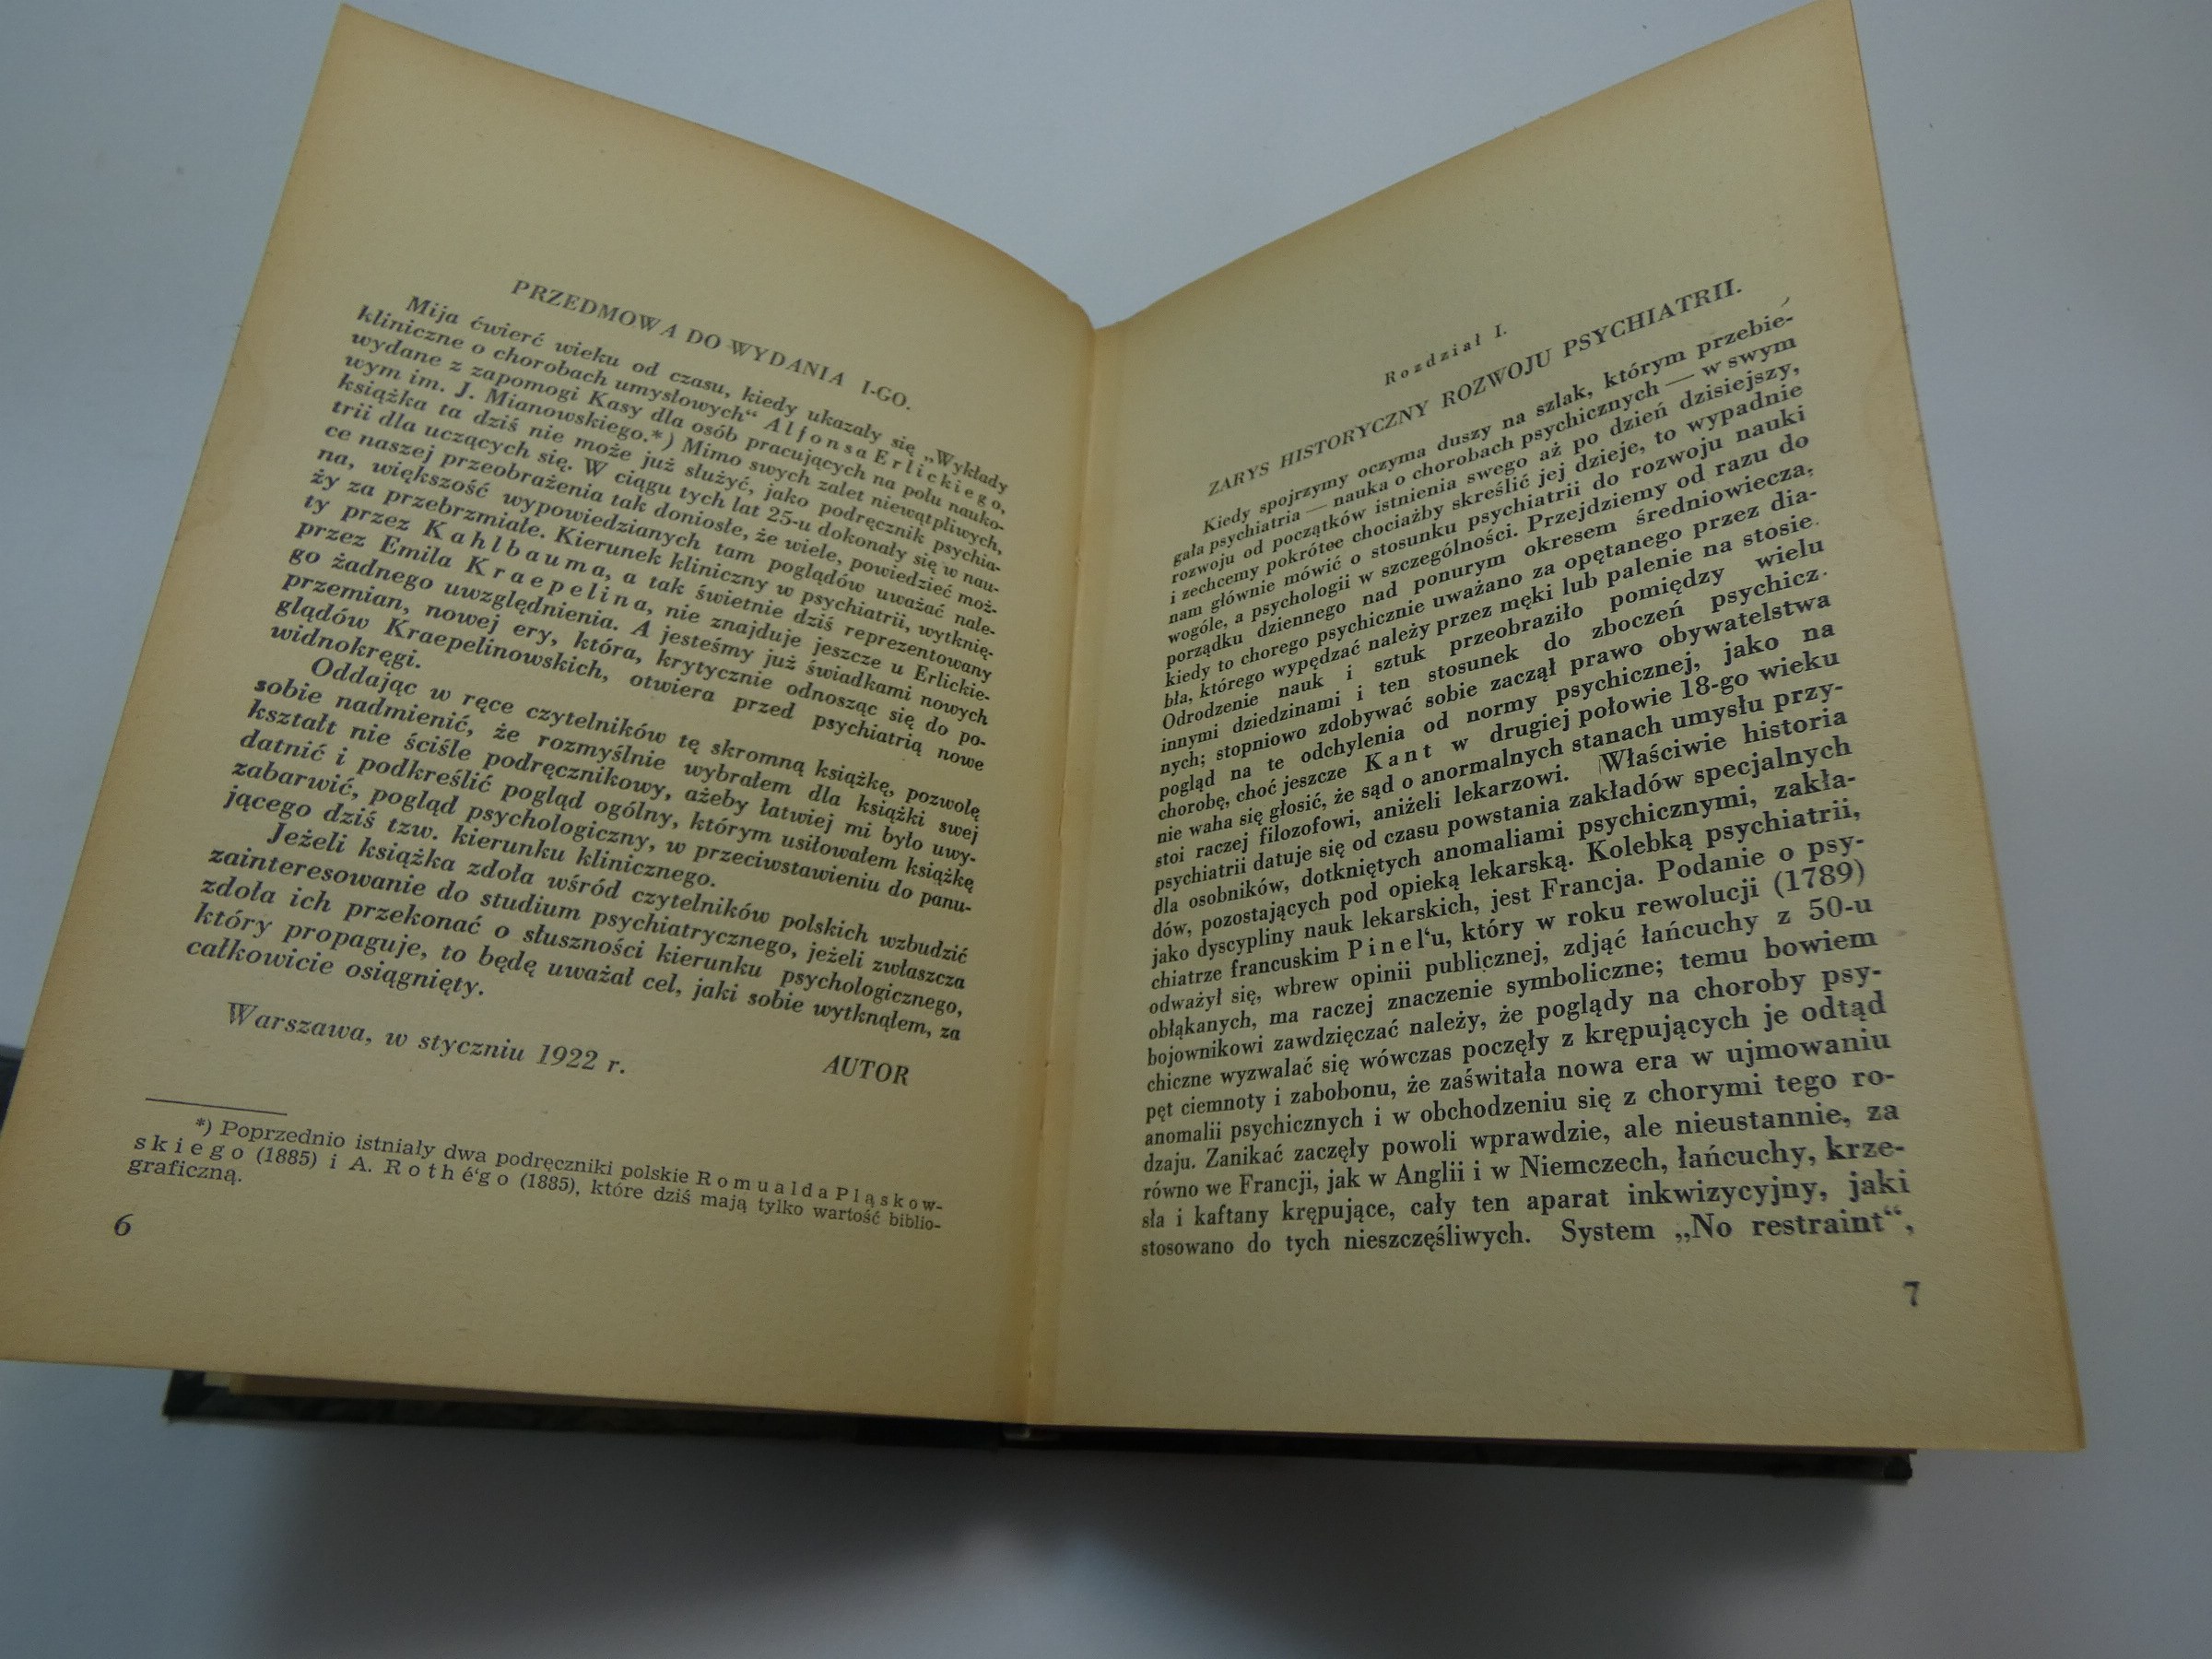 PRZEDMOWA DO WYDANIA I-GO.
Mija ćwierć wieku od czasu, kiedy ukazały się „Wykłady
kliniczne o chorobach umysłowych“ Alfonsa Erlickiego,
wydane z zapomogi Kasy dla osób pracujących na polu nauko-
wym im. J. Mianowskiego.*) Mimo swych zalet niewątpliwych,
książka ta dziś nie może już służyć, jako podręcznik psychia-
trii dla uczących się. W ciągu tych lat 25-u dokonały się w nau-
ce naszej przeobrażenia tak doniosłe, że wiele, powiedzieć moż-
na, większość wypowiedzianych tam poglądów uważać nale-
ży za przebrzmiałe. Kierunek kliniczny w psychiatrii, wytknię-
ty przez Kahlbauma, a tak świetnie dziś reprezentowany
przez Emila Kraepelina, nie znajduje jeszcze u Erlickie-
go żadnego uwzględnienia. A jesteśmy już świadkami nowych
przemian, nowej ery, która, krytycznie odnosząc się do po-
glądów Kraepelinowskich, otwiera przed psychiatrią nowe
widnokręgi.
Oddając w ręce czytelników tę skromną książkę, pozwolę
sobie nadmienić, że rozmyślnie wybrałem dla książki swej
kształt nie ściśle podręcznikowy, ażeby łatwiej mi było uwy-
datnić i podkreślić pogląd ogólny, którym usiłowałem książkę
zabarwić, pogląd psychologiczny, w przeciwstawieniu do panu-
jącego dziś tzw. kierunku klinicznego.
Jeżeli książka zdoła wśród czytelników polskich wzbudzić
zainteresowanie do studium psychiatrycznego, jeżeli zwłaszcza
zdoła ich przekonać o słuszności kierunku psychologicznego,
który propaguje, to będę uważał cel, jaki sobie wytknąłem, za
całkowicie osiągnięty.
Warszawa, w styczniu 1922 r.
AUTOR
*) Poprzednio istniały dwa podręczniki polskie Romualda Pląskow-
skiego (1885) i A. Rothé‘go (1885), które dziś mają tylko wartość biblio-
graficzną.
6
Rozdział I.
ZARYS HISTORYCZNY ROZWOJU PSYCHIATRII.
Kiedy spojrzymy oczyma duszy na szlak, którym przebie-
gała psychiatria — nauka o chorobach psychicznych — w swym
rozwoju od początków istnienia swego aż po dzień dzisiejszy,
i zechcemy pokrótce chociażby skreślić jej dzieje, to wypadnie
nam głównie mówić o stosunku psychiatrii do rozwoju nauki
wogóle, a psychologii w szczególności. Przejdziemy od razu do
porządku dziennego nad ponurym okresem średniowiecza,
kiedy to chorego psychicznie uważano za opętanego przez dia-
bła, którego wypędzać należy przez męki lub palenie na stosie.
Odrodzenie nauk i sztuk przeobraziło pomiędzy wielu
innymi dziedzinami i ten stosunek do zboczeń psychicz-
nych; stopniowo zdobywać sobie zaczął prawo obywatelstwa
pogląd na te odchylenia od normy psychicznej, jako na
chorobę, choć jeszcze Kant w drugiej połowie 18-go wieku
nie waha się głosić, że sąd o anormalnych stanach umysłu przy-
stoi raczej filozofowi, aniżeli lekarzowi. Właściwie historia
psychiatrii datuje się od czasu powstania zakładów specjalnych
dla osobników, dotkniętych anomaliami psychicznymi, zakła-
dów, pozostających pod opieką lekarską. Kolebką psychiatrii,
jako dyscypliny nauk lekarskich, jest Francja. Podanie o psy-
chiatrze francuskim Pinel‘u, który w roku rewolucji (1789)
odważył się, wbrew opinii publicznej, zdjąć łańcuchy z 50-u
obłąkanych, ma raczej znaczenie symboliczne; temu bowiem
bojownikowi zawdzięczać należy, że poglądy na choroby psy-
chiczne wyzwalać się wówczas poczęły z krępujących je odtąd
pęt ciemnoty i zabobonu, że zaświtała nowa era w ujmowaniu
anomalii psychicznych i w obchodzeniu się z chorymi tego ro-
dzaju. Zanikać zaczęły powoli wprawdzie, ale nieustannie, za
równo we Francji, jak w Anglii i w Niemczech, łańcuchy, krze-
sła i kaftany krępujące, cały ten aparat inkwizycyjny, jaki
stosowano do tych nieszczęśliwych. System „No restraint“,
7